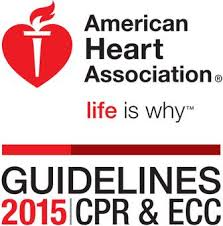 American
Heart
Association®
life is why™
GUIDELINES
2015 | CPR & ECC